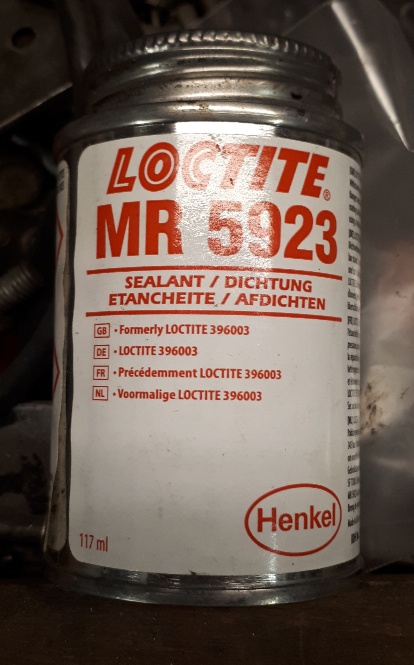 LOCTITE®
MR 5923
SEALANT / DICHTUNG
ETANCHEITE / AFDICHTEN
GB • Formerly LOCTITE 396003
DE • LOCTITE 396003
FR • Précédemment LOCTITE 396003
NL • Voormalige LOCTITE 396003
Henkel
117 ml